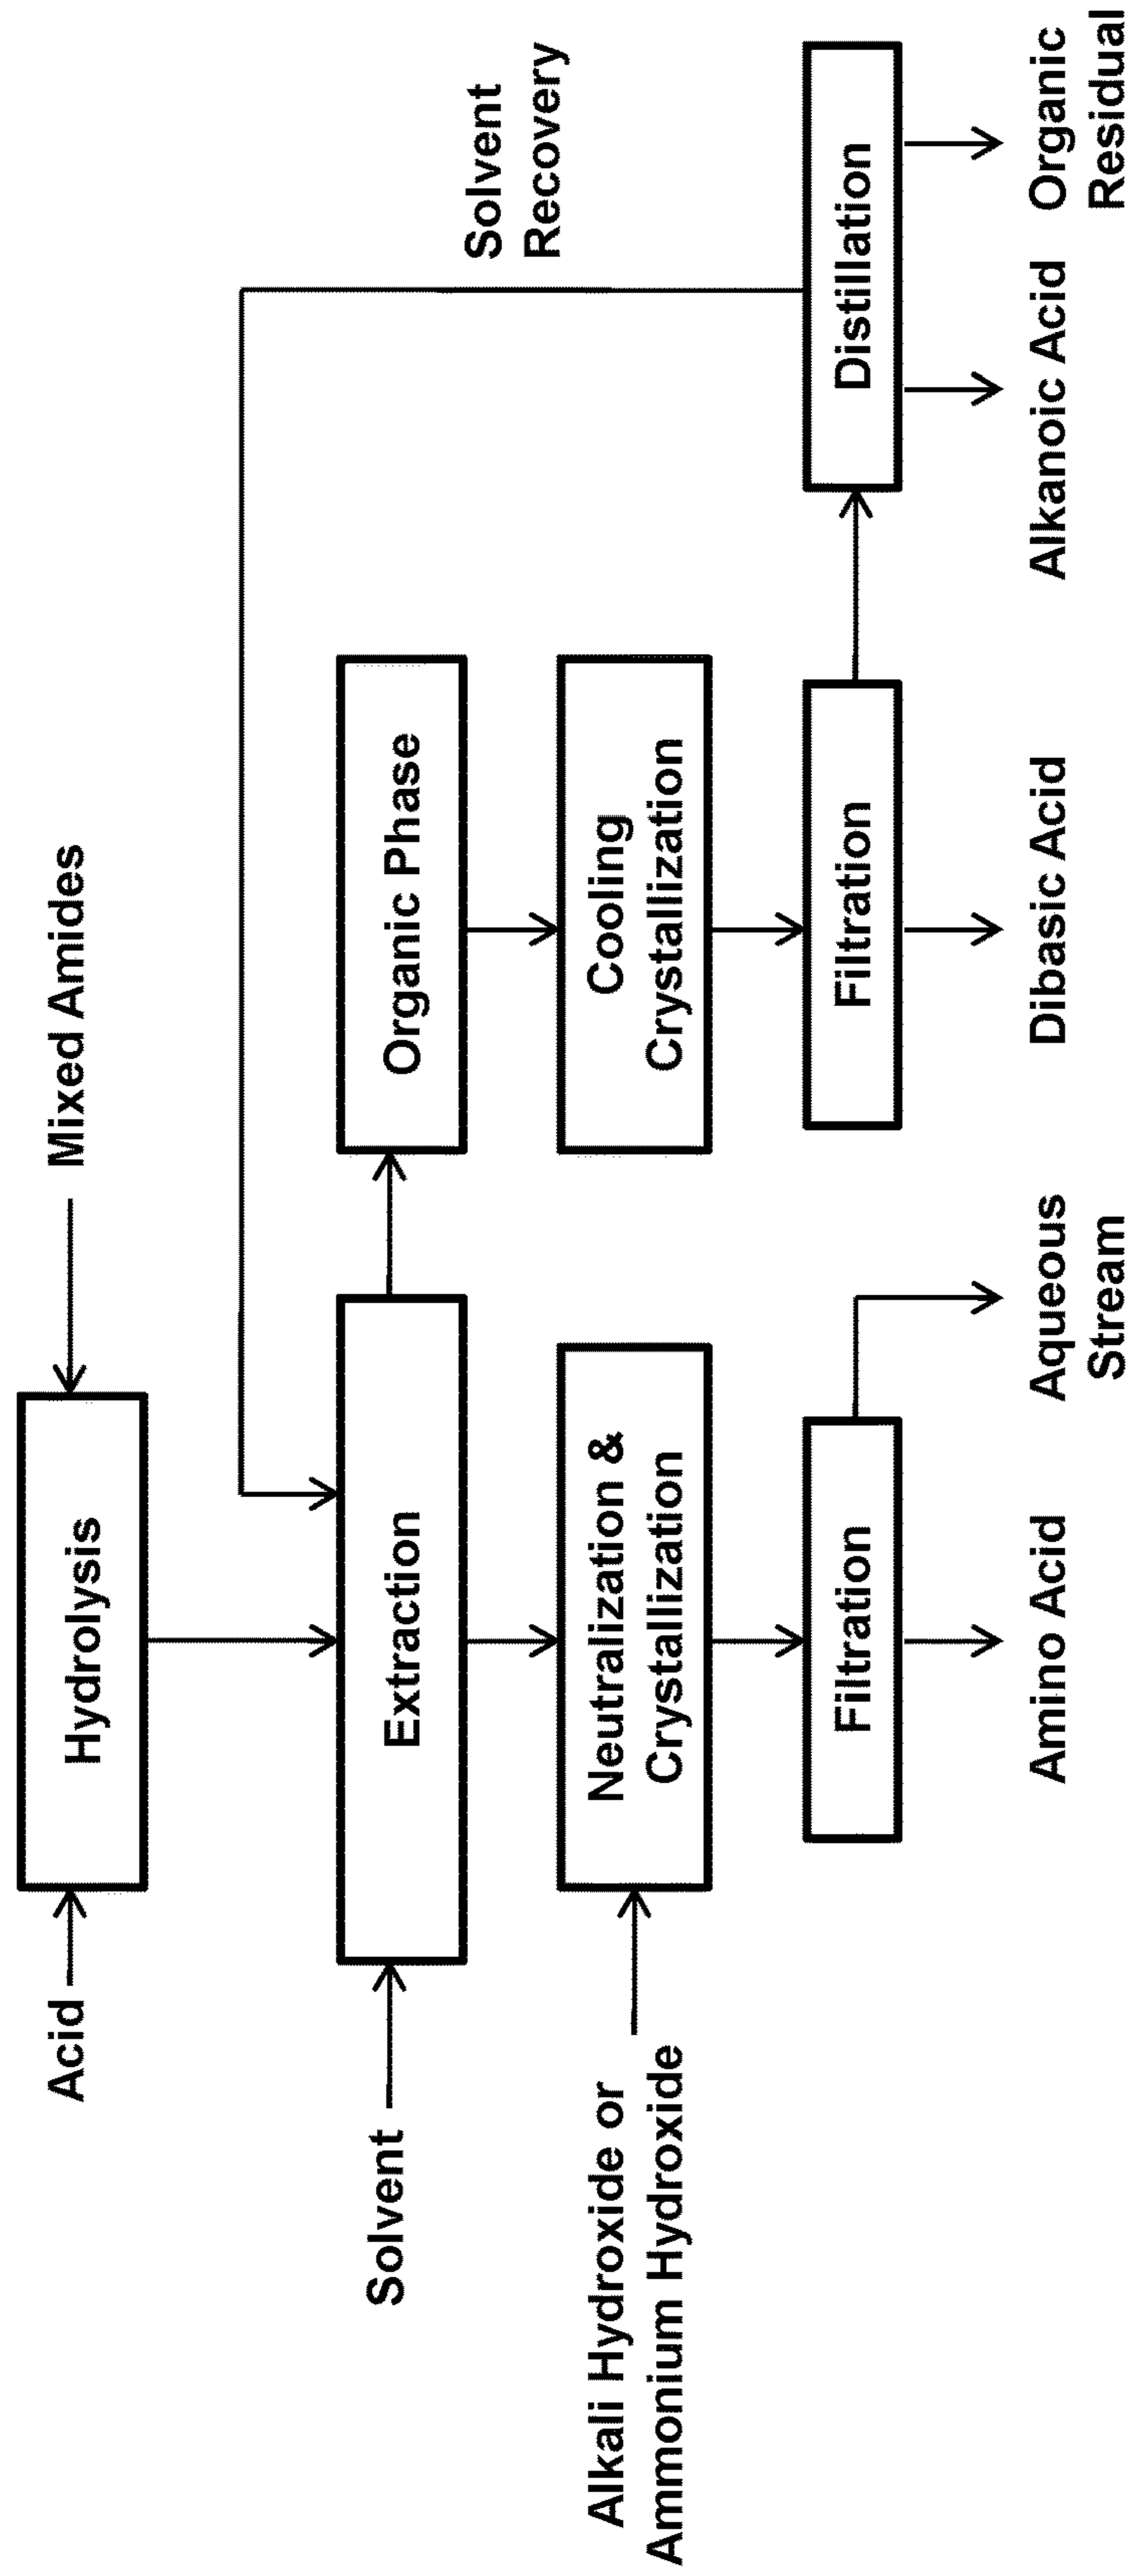 Acid
Hydrolysis
Mixed Amides
Solvent
Recovery
Solvent
Extraction
Organic Phase
Alkali Hydroxide or
Ammonium Hydroxide
Neutralization &
Crystallization
Cooling
Crystallization
Filtration
Filtration
Distillation
Amino Acid
Aqueous
Stream
Dibasic Acid
Alkanoic Acid
Organic
Residual